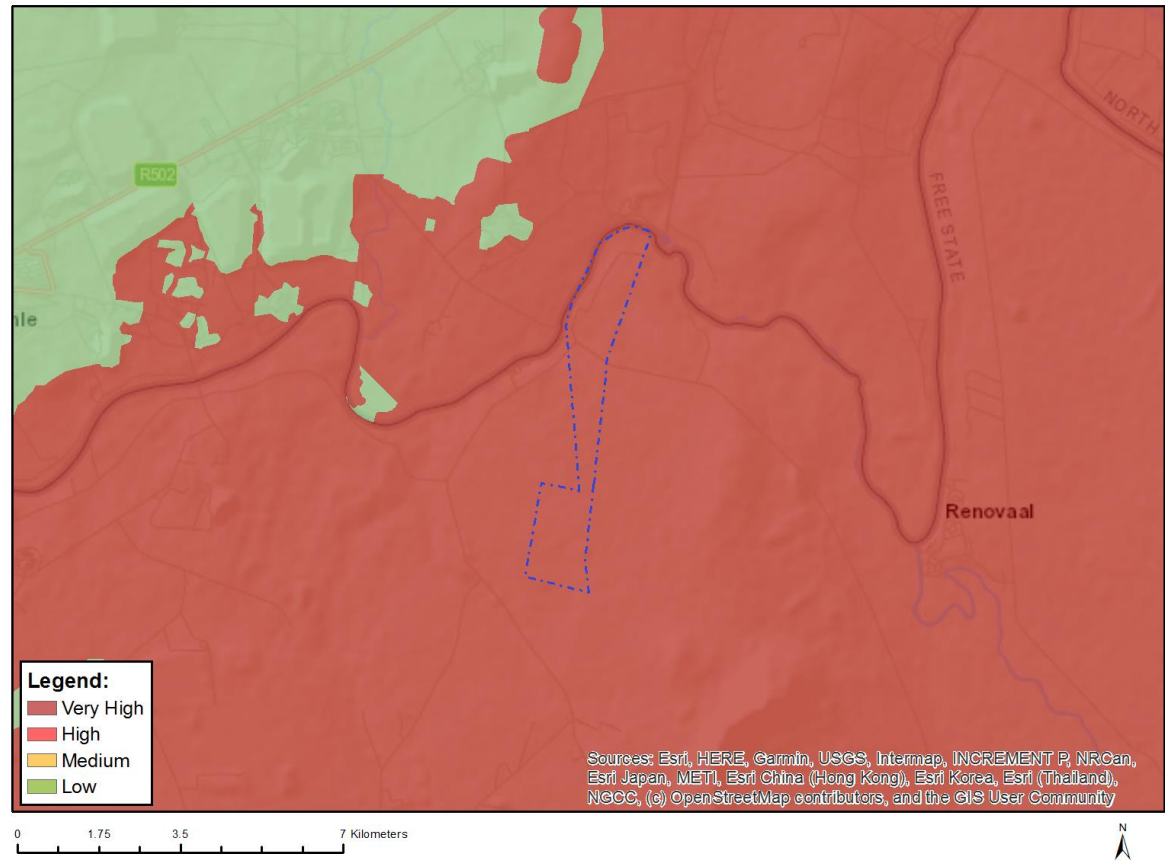 R502
NORTH
FREE STATE
nle
Renovaal
Legend:
Very High
High
Medium
Low
Sources: Esri, HERE, Garmin, USGS, Intermap, INCREMENT P, NRCan,
Esri Japan, METI, Esri China (Hong Kong), Esri Korea, Esri (Thailand),
NGCC, (c) OpenStreetMap contributors, and the GIS User Community
0 1.75 3.5 7 Kilometers
N